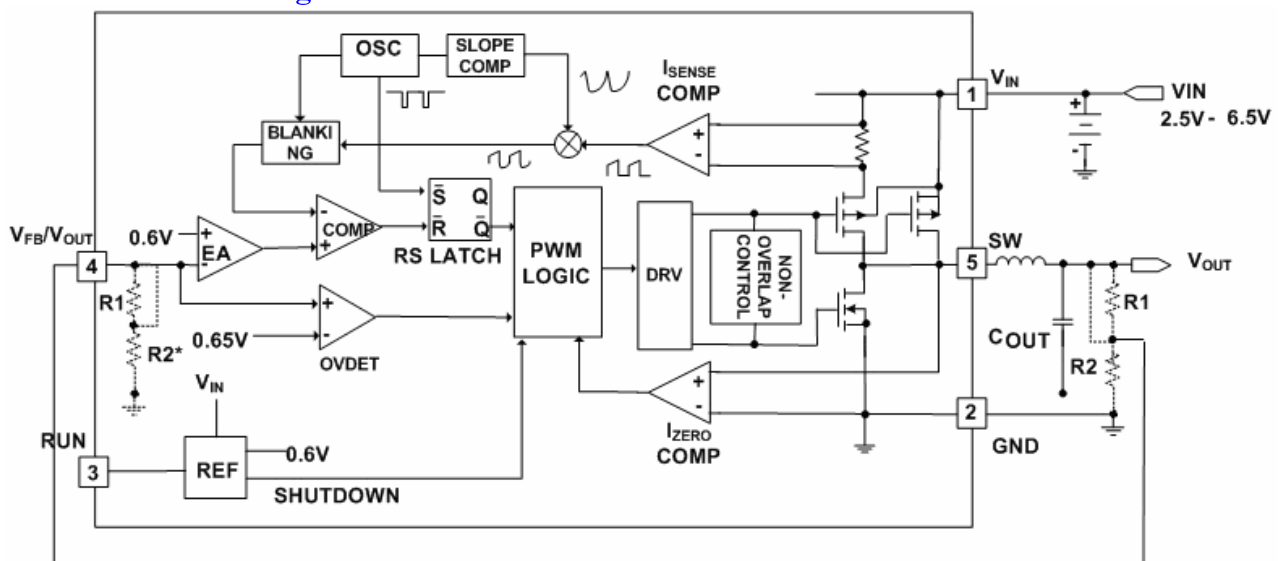 OSC
SLOPE
COMP
ISENSE
COMP
VIN
1
VIN
2.5V - 6.5V
+
-
BLANKI
NG
+
-
S̅ Q
R̅ Q̅
RS LATCH
-
COMP
+
VFB/VOUT
0.6V
+
EA
-
4
PWM
LOGIC
DRV
NON-
OVERLAP
CONTROL
SW
5
VOUT
R1
R1
+
0.65V
-
OVDET
R2*
COUT
R2
VIN
+
-
2
GND
IZERO
COMP
RUN
3
REF
0.6V
SHUTDOWN